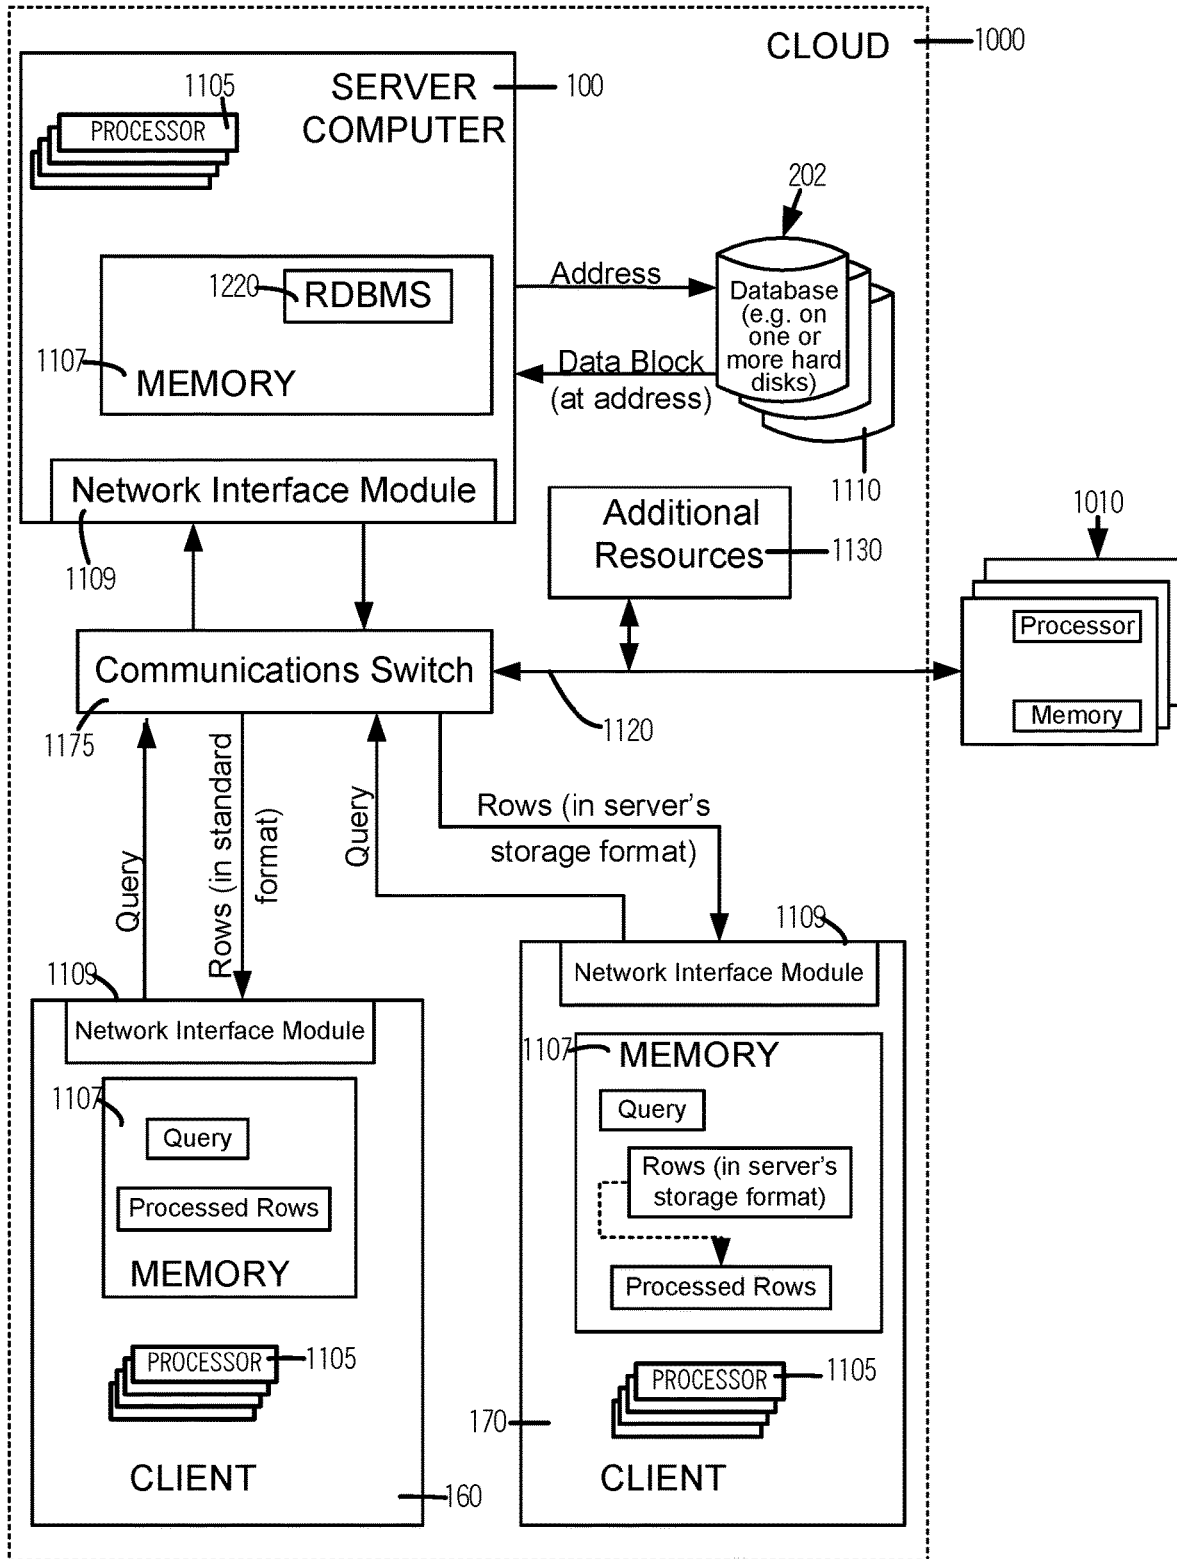 CLOUD
1000
SERVER
COMPUTER
100
1105
PROCESSOR
202
1220
RDBMS
1107
MEMORY
Address
Data Block
(at address)
Database
(e.g. on
one or
more hard
disks)
1110
Network Interface Module
1109
Additional
Resources
1130
1010
Processor
Memory
Communications Switch
1175
1120
Query
Rows (in standard
format)
Query
Rows (in server's
storage format)
1109
Network Interface Module
1107
Query
Processed Rows
MEMORY
PROCESSOR
1105
CLIENT
160
1109
Network Interface Module
1107
MEMORY
Query
Rows (in server's
storage format)
Processed Rows
PROCESSOR
1105
170
CLIENT